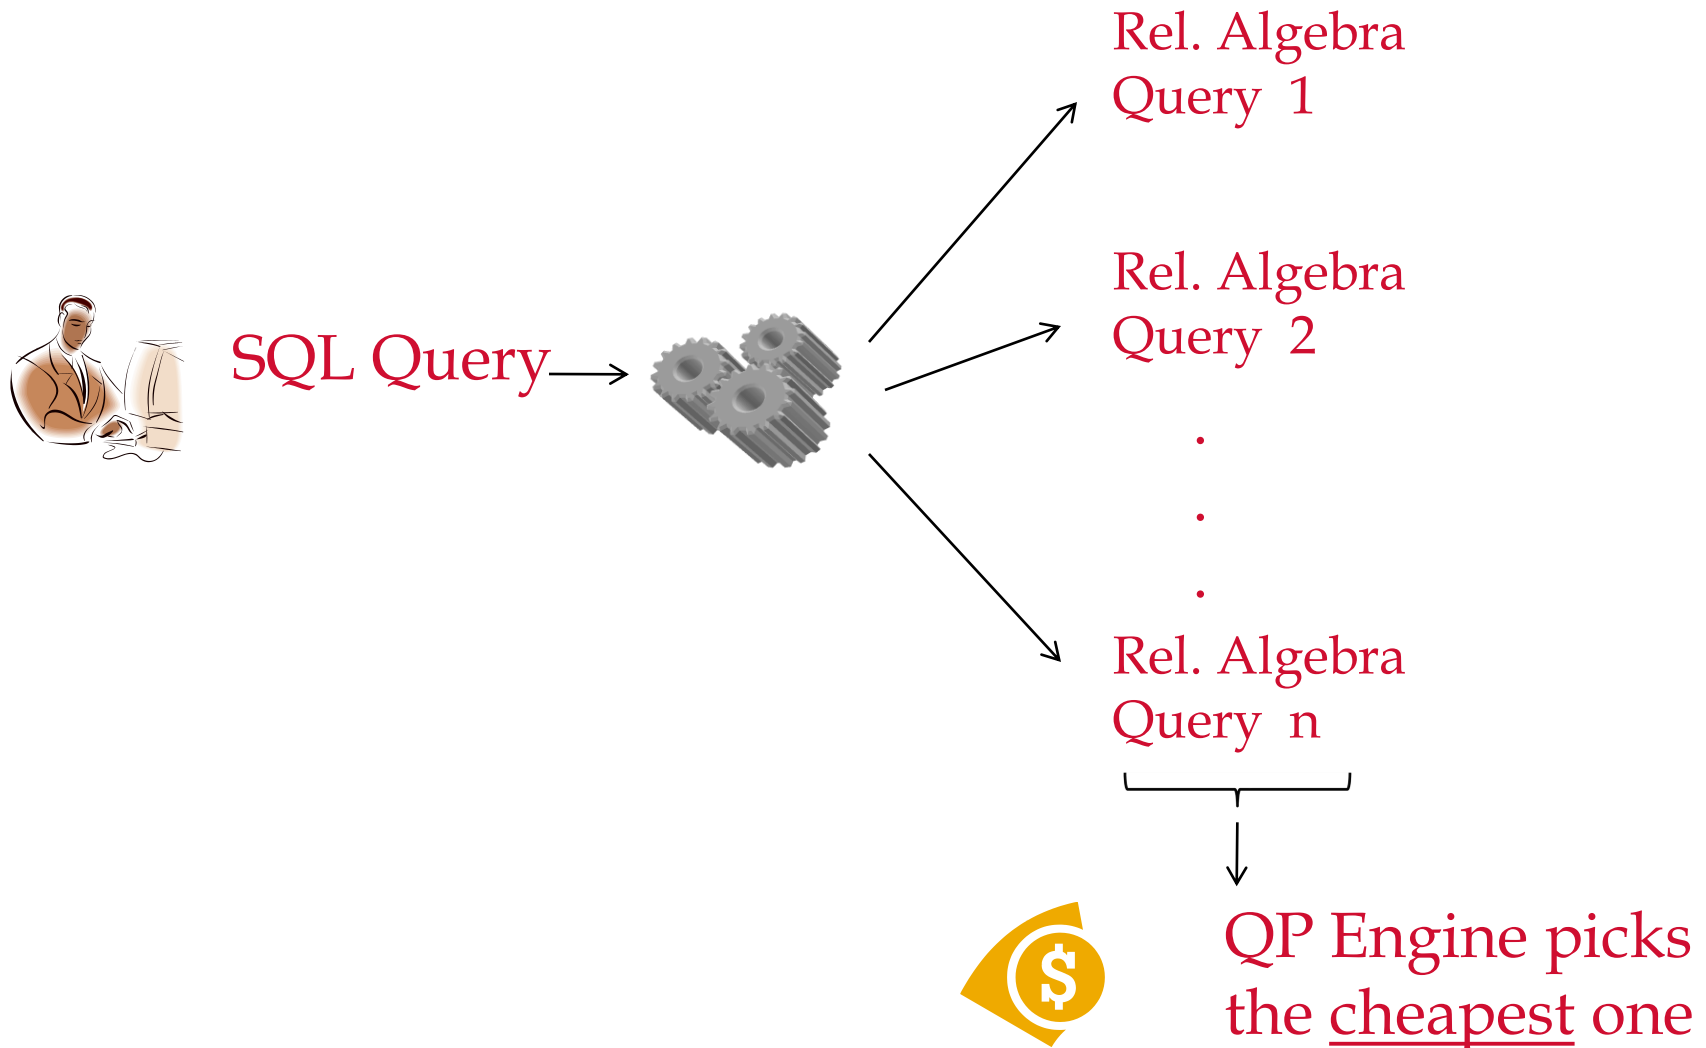 Rel. Algebra
Query 1
Rel. Algebra
Query 2
SQL Query
.
.
.
Rel. Algebra
Query n
$
QP Engine picks
the cheapest one